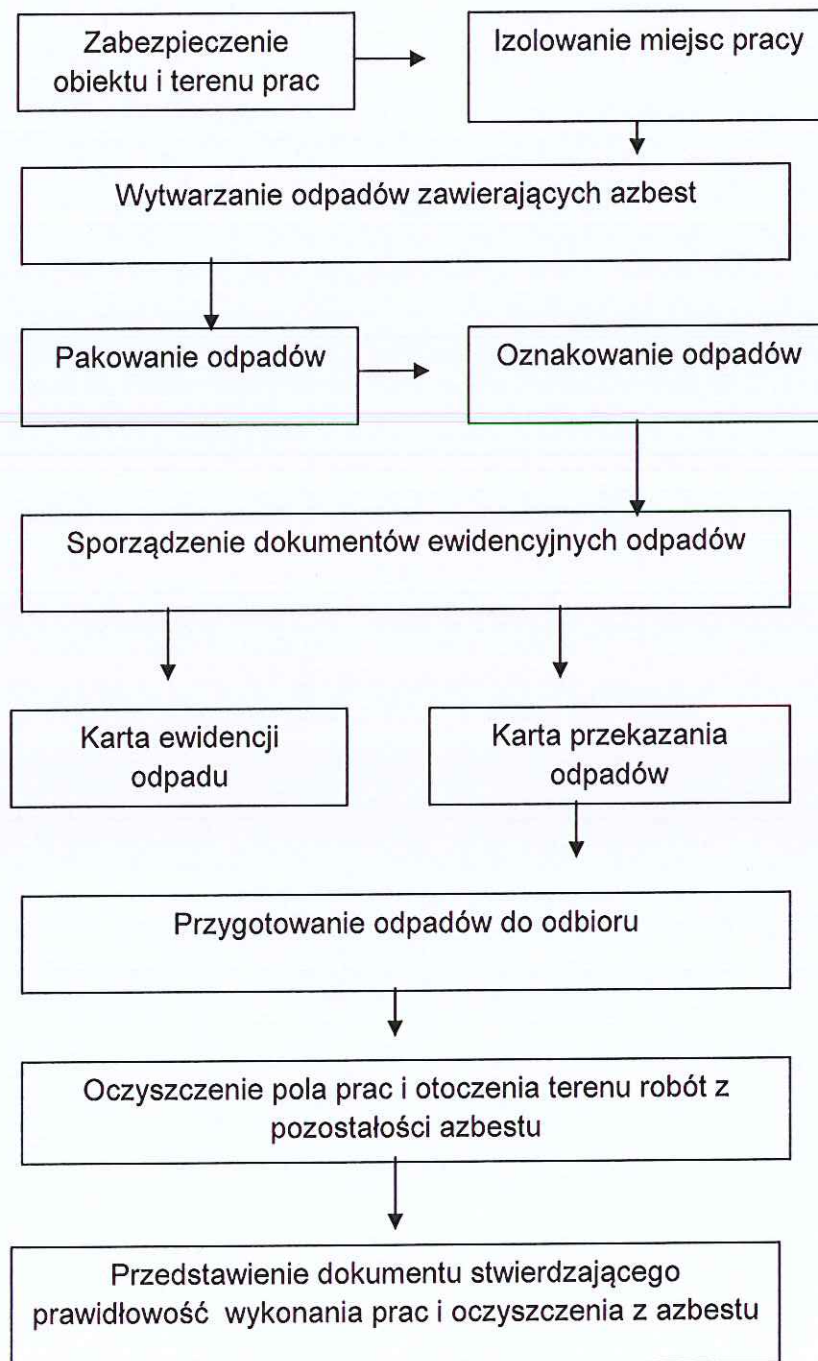 Zabezpieczenie
obiektu i terenu prac
Izolowanie miejsc pracy
Wytwarzanie odpadów zawierających azbest
Pakowanie odpadów
Oznakowanie odpadów
Sporządzenie dokumentów ewidencyjnych odpadów
Karta ewidencji
odpadu
Karta przekazania
odpadów
Przygotowanie odpadów do odbioru
Oczyszczenie pola prac i otoczenia terenu robót z
pozostałości azbestu
Przedstawienie dokumentu stwierdzającego
prawidłowość wykonania prac i oczyszczenia z azbestu